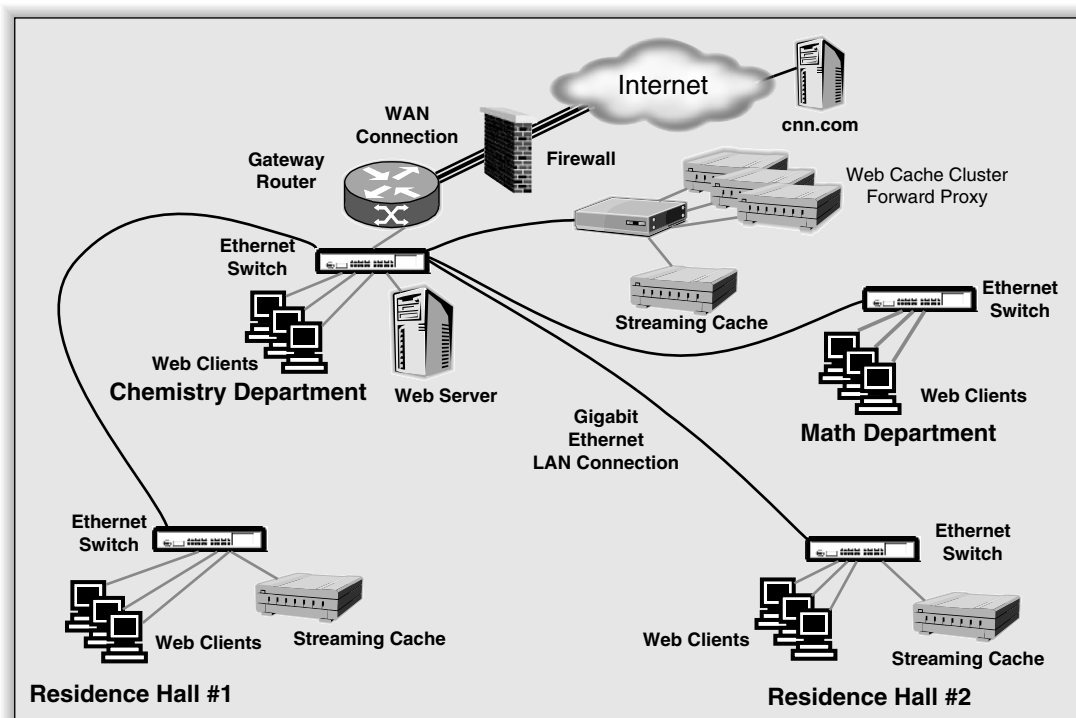 Internet
cnn.com
WAN
Connection
Firewall
Gateway
Router
Web Cache Cluster
Forward Proxy
Ethernet
Switch
Streaming Cache
Ethernet
Switch
Web Clients
Chemistry Department
Web Server
Web Clients
Math Department
Gigabit
Ethernet
LAN Connection
Ethernet
Switch
Web Clients
Streaming Cache
Residence Hall #1
Ethernet
Switch
Web Clients
Streaming Cache
Residence Hall #2